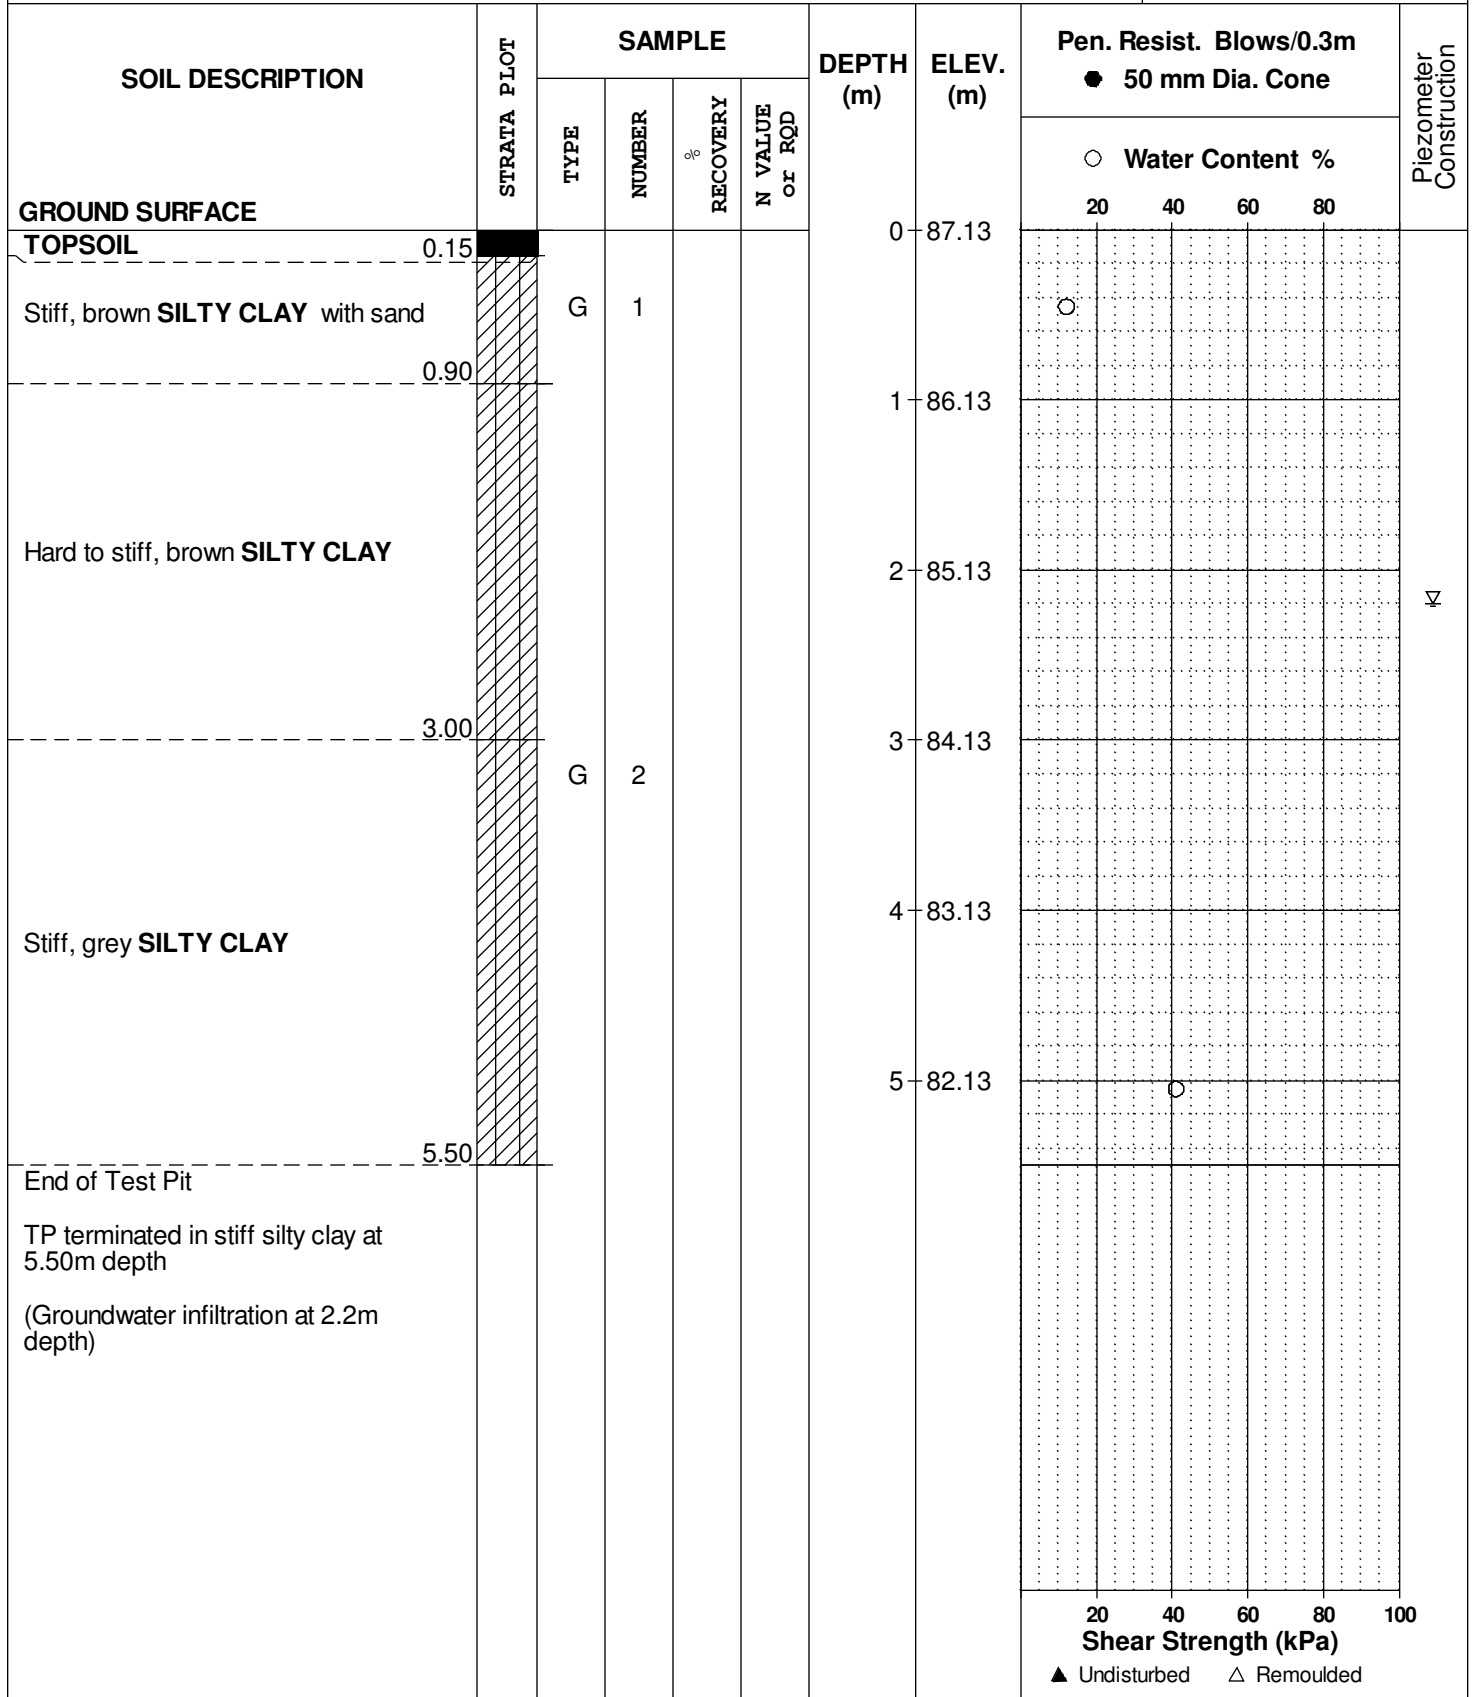 SOIL DESCRIPTION
GROUND SURFACE
STRATA PLOT
SAMPLE
TYPE
NUMBER
%
RECOVERY
N VALUE
or RQD
DEPTH
(m)
ELEV.
(m)
Pen. Resist. Blows/0.3m
● 50 mm Dia. Cone
○ Water Content %
20 40 60 80
Piezometer
Construction
TOPSOIL 0.15
0 87.13
Stiff, brown SILTY CLAY with sand
G 1
0.90
1 86.13
Hard to stiff, brown SILTY CLAY
2 85.13
3.00
3 84.13
G 2
4 83.13
Stiff, grey SILTY CLAY
5 82.13
5.50
End of Test Pit
TP terminated in stiff silty clay at
5.50m depth
(Groundwater infiltration at 2.2m
depth)
20 40 60 80 100
Shear Strength (kPa)
▲ Undisturbed △ Remoulded